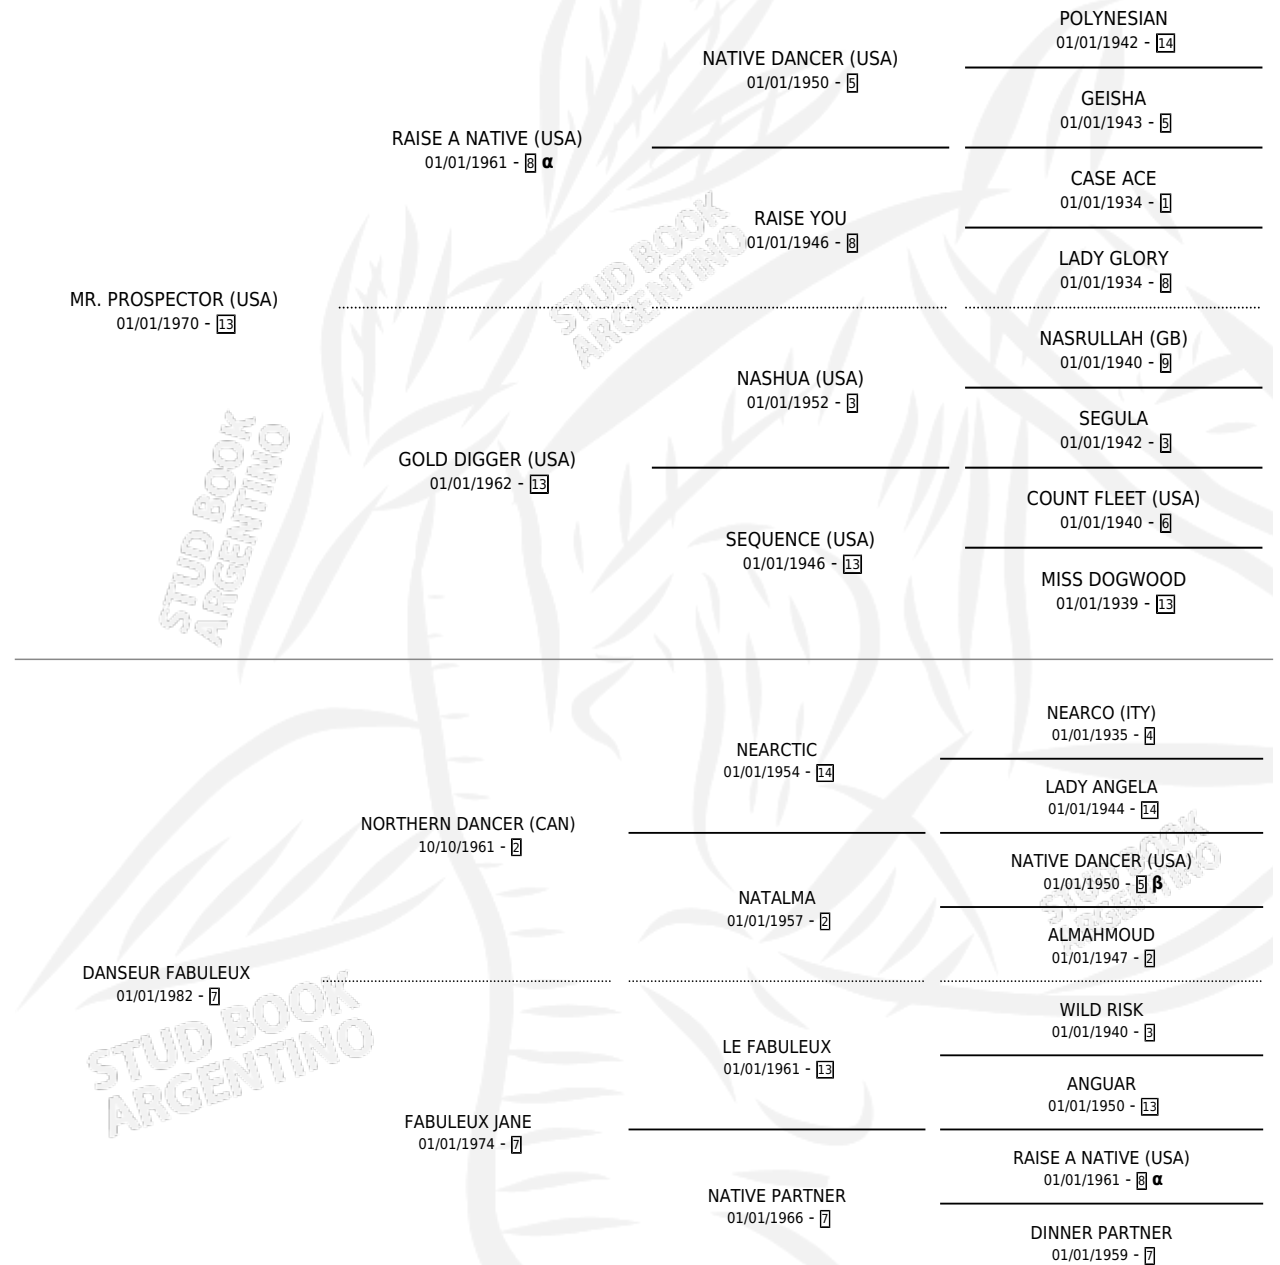 POLYNESIAN
01/01/1942 - 14
NATIVE DANCER (USA)
01/01/1950 - 5
GEISHA
01/01/1943 - 5
RAISE A NATIVE (USA)
01/01/1961 - 8 α
CASE ACE
01/01/1934 - 1
RAISE YOU
01/01/1946 - 8
LADY GLORY
01/01/1934 - 8
MR. PROSPECTOR (USA)
01/01/1970 - 13
NASRULLAH (GB)
01/01/1940 - 9
NASHUA (USA)
01/01/1952 - 3
SEGULA
01/01/1942 - 3
GOLD DIGGER (USA)
01/01/1962 - 13
COUNT FLEET (USA)
01/01/1940 - 6
SEQUENCE (USA)
01/01/1946 - 13
MISS DOGWOOD
01/01/1939 - 13
NEARCO (ITY)
01/01/1935 - 4
NEARCTIC
01/01/1954 - 14
LADY ANGELA
01/01/1944 - 14
NORTHERN DANCER (CAN)
10/10/1961 - 2
NATIVE DANCER (USA)
01/01/1950 - 5 β
NATALMA
01/01/1957 - 2
ALMAHMOUD
01/01/1947 - 2
DANSEUR FABULEUX
01/01/1982 - 7
WILD RISK
01/01/1940 - 3
LE FABULEUX
01/01/1961 - 13
ANGUAR
01/01/1950 - 13
FABULEUX JANE
01/01/1974 - 7
RAISE A NATIVE (USA)
01/01/1961 - 8 α
NATIVE PARTNER
01/01/1966 - 7
DINNER PARTNER
01/01/1959 - 7
STUD BOOK
ARGENTINO
STUD BOOK
ARGENTINO
STUD BOOK
ARGENTINO
STUD BOOK
ARGENTINO